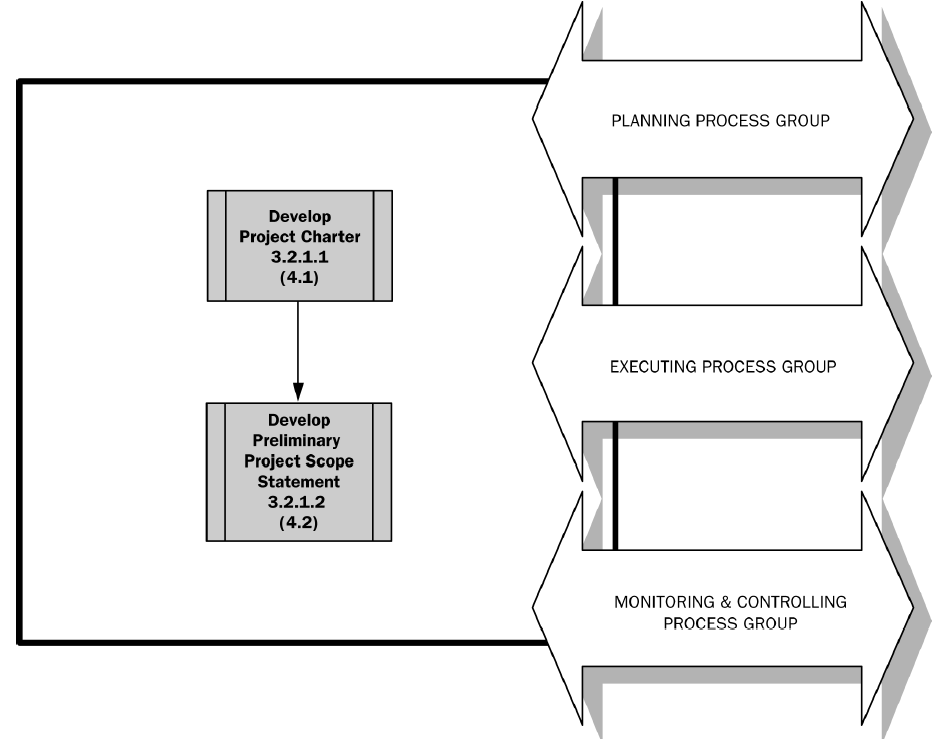 Develop
Project Charter
3.2.1.1
(4.1)
Develop
Preliminary
Project Scope
Statement
3.2.1.2
(4.2)
PLANNING PROCESS GROUP
EXECUTING PROCESS GROUP
MONITORING & CONTROLLING
PROCESS GROUP